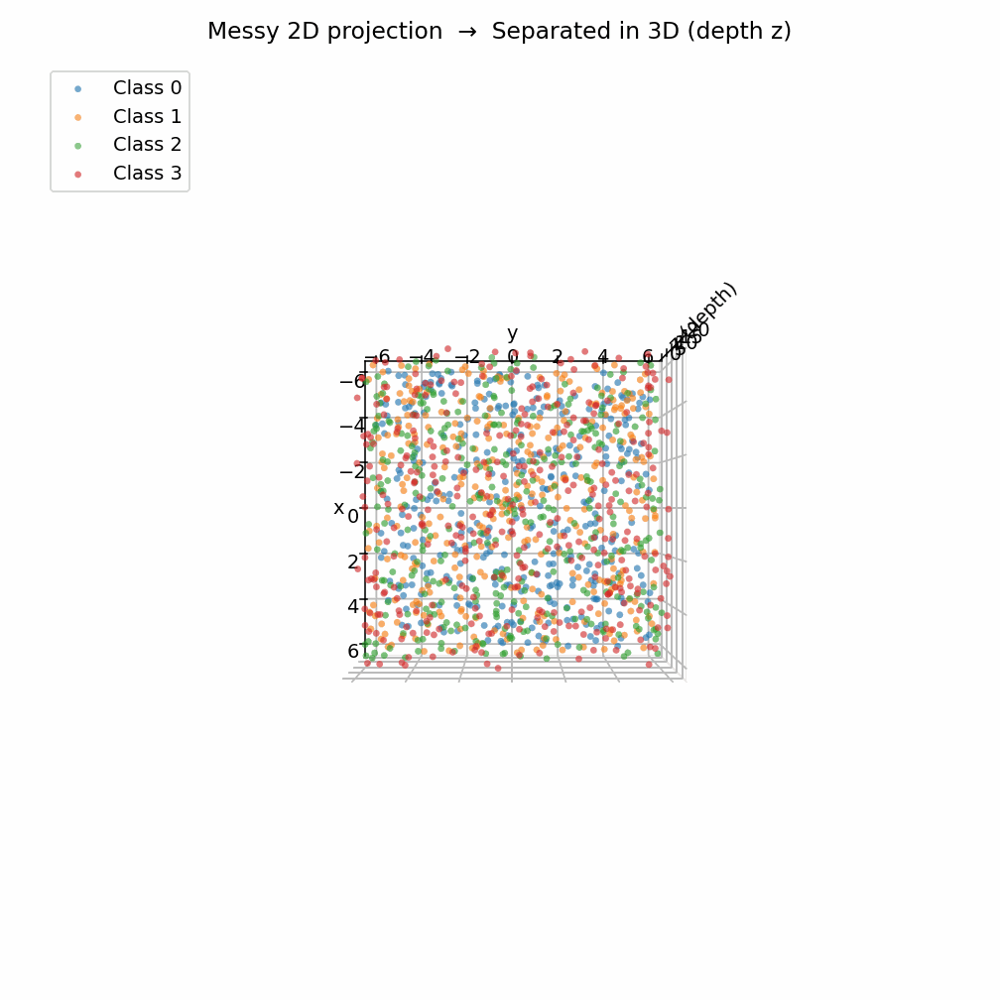 Messy 2D projection → Separated in 3D (depth z)
Class 0
Class 1
Class 2
Class 3
y
−6 −4 −2 0 2 4 6
−6
−4
−2
x
0
2
4
6
(depth)